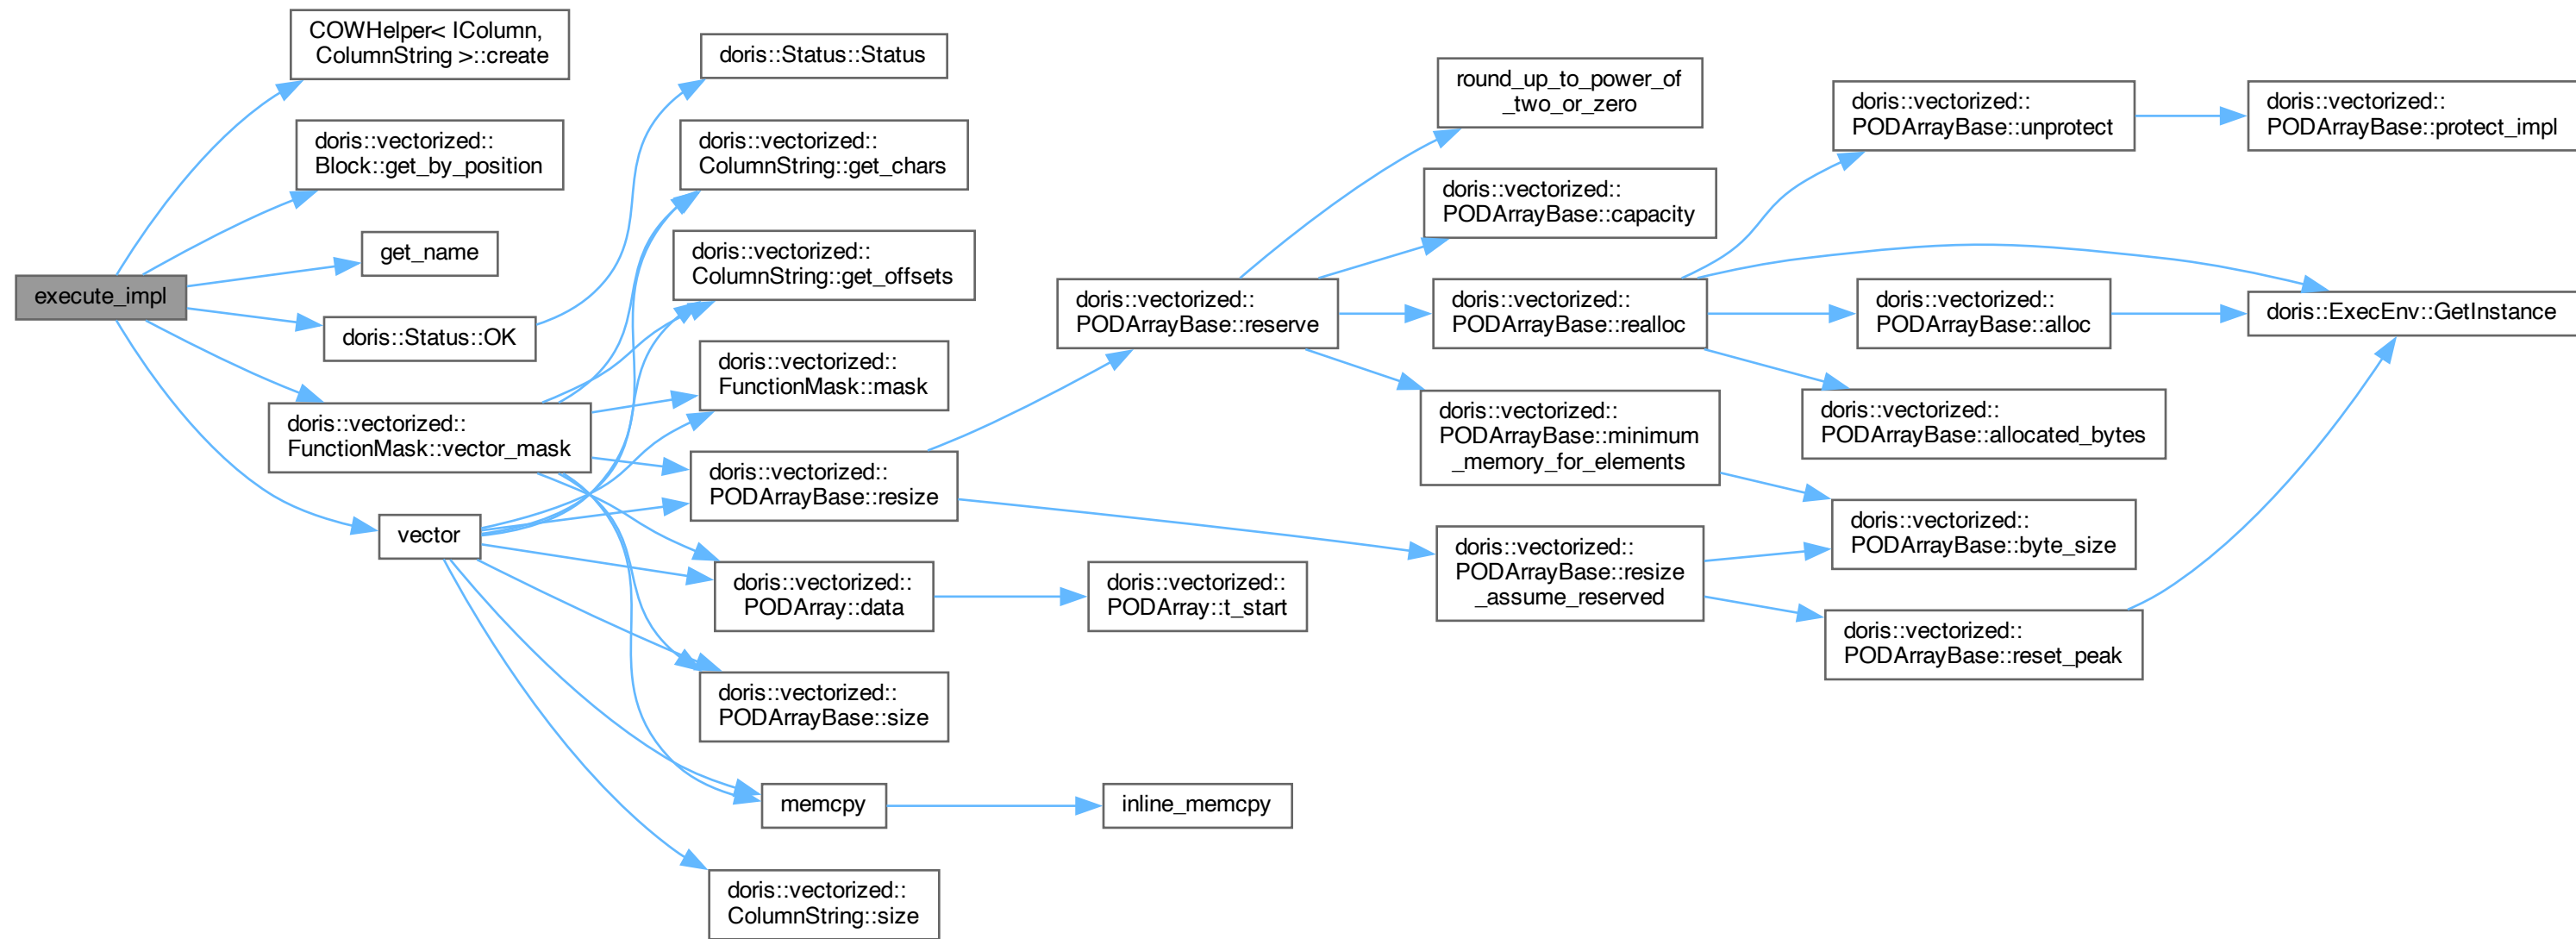 execute_impl
COWHelper< IColumn,
ColumnString >::create
doris::vectorized::
Block::get_by_position
get_name
doris::Status::OK
doris::vectorized::
FunctionMask::vector_mask
vector
doris::Status::Status
doris::vectorized::
ColumnString::get_chars
doris::vectorized::
ColumnString::get_offsets
doris::vectorized::
FunctionMask::mask
doris::vectorized::
PODArrayBase::resize
doris::vectorized::
PODArray::data
doris::vectorized::
PODArrayBase::size
memcpy
doris::vectorized::
ColumnString::size
doris::vectorized::
PODArrayBase::reserve
doris::vectorized::
PODArray::t_start
inline_memcpy
round_up_to_power_of
_two_or_zero
doris::vectorized::
PODArrayBase::capacity
doris::vectorized::
PODArrayBase::realloc
doris::vectorized::
PODArrayBase::minimum
_memory_for_elements
doris::vectorized::
PODArrayBase::resize
_assume_reserved
doris::vectorized::
PODArrayBase::unprotect
doris::vectorized::
PODArrayBase::alloc
doris::vectorized::
PODArrayBase::allocated_bytes
doris::vectorized::
PODArrayBase::byte_size
doris::vectorized::
PODArrayBase::reset_peak
doris::vectorized::
PODArrayBase::protect_impl
doris::ExecEnv::GetInstance